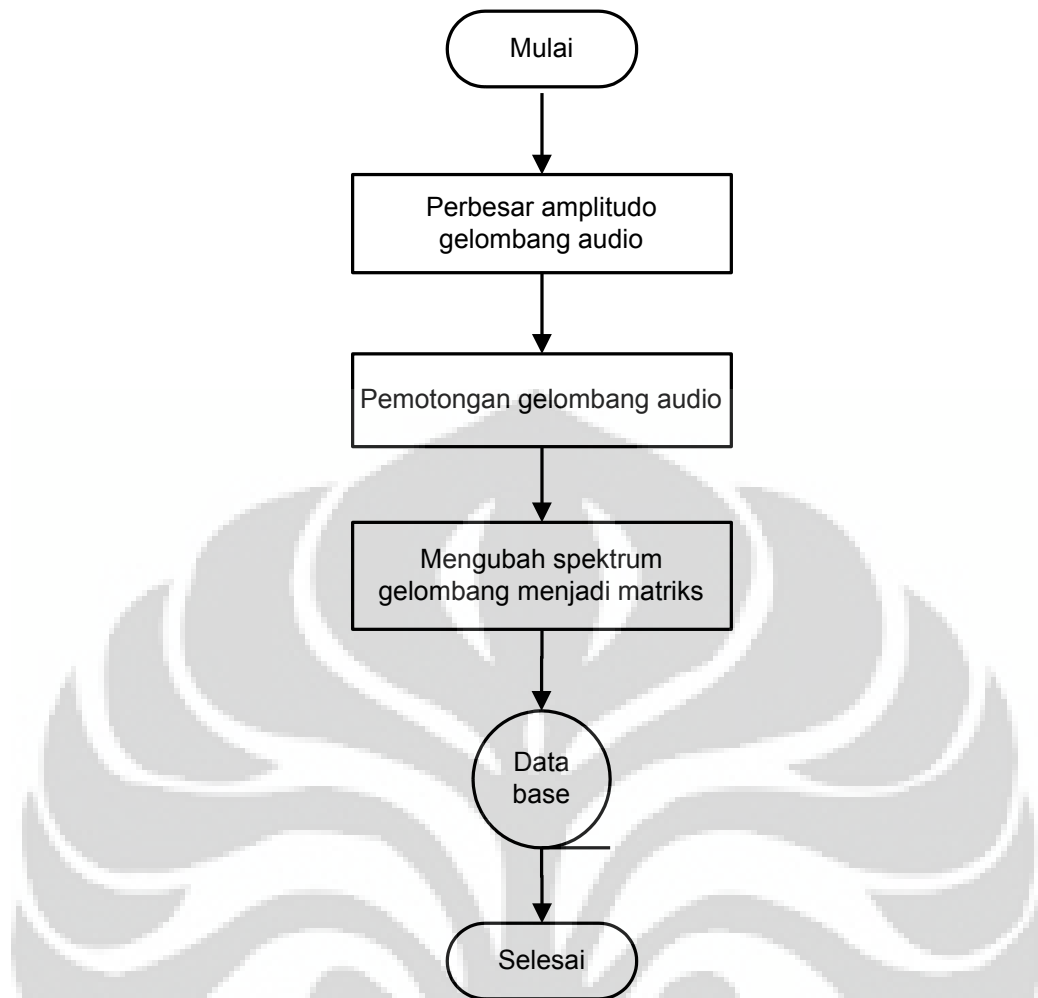 Mulai
Perbesar amplitudo
gelombang audio
Pemotongan gelombang audio
Mengubah spektrum
gelombang menjadi matriks
Data
base
Selesai